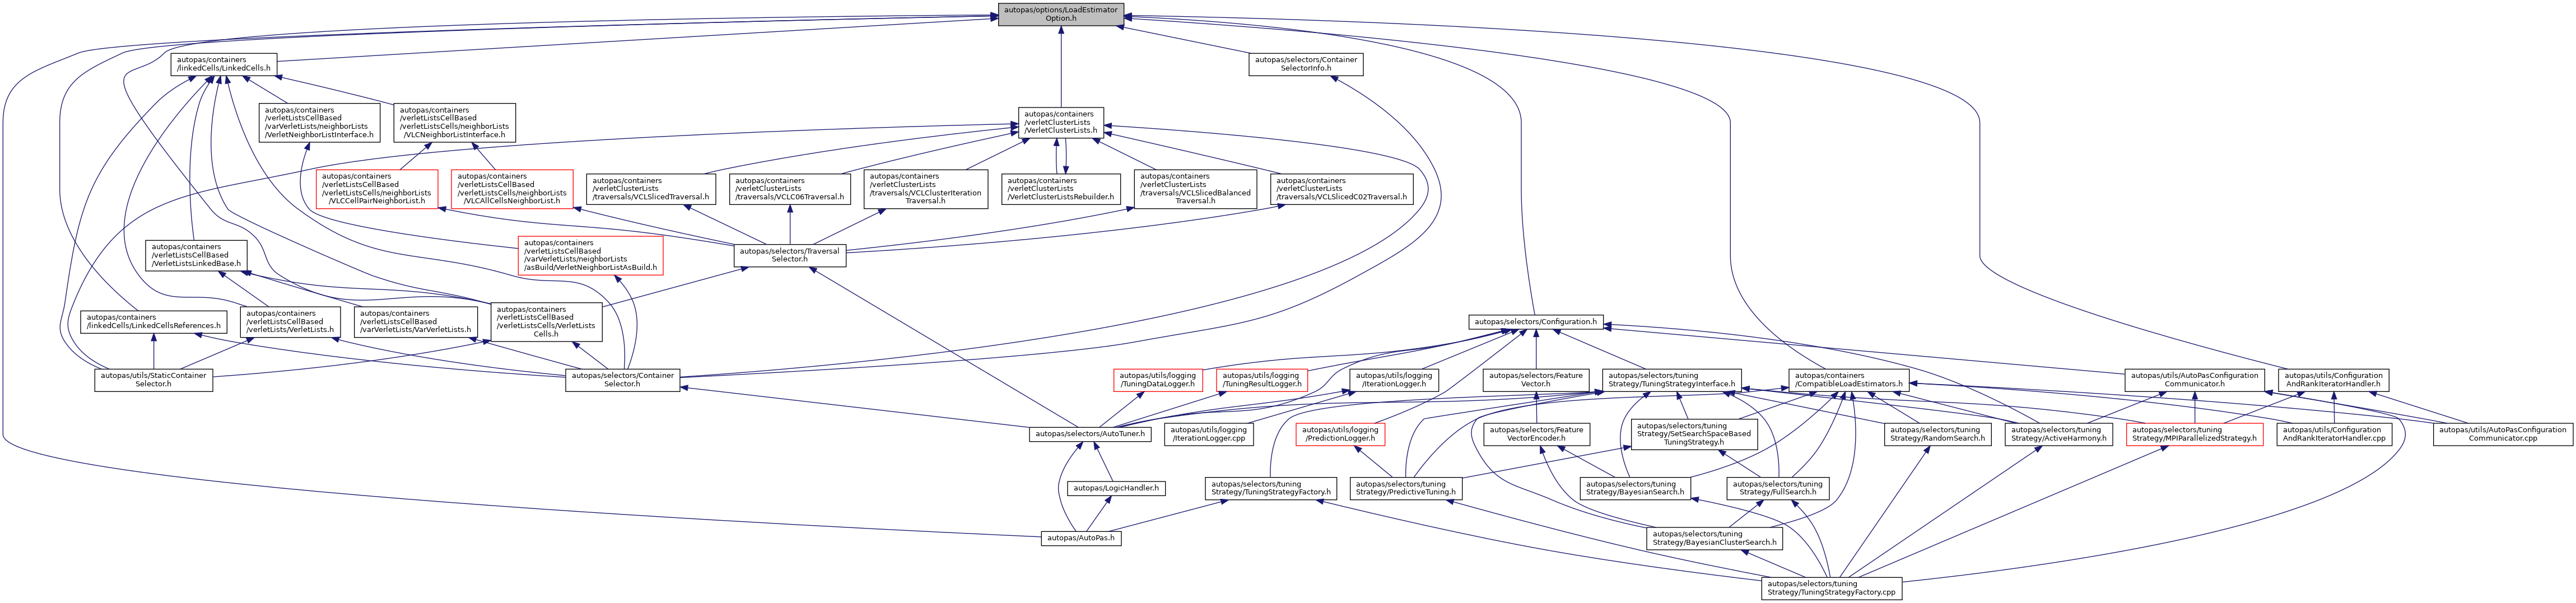 autopas/options/LoadEstimator
Option.h
autopas/containers
/linkedCells/LinkedCells.h
autopas/selectors/Container
SelectorInfo.h
autopas/containers
/verletListsCellBased
/varVerletLists/neighborLists
/VerletNeighborListInterface.h
autopas/containers
/verletListsCellBased
/verletListsCells/neighborLists
/VLCNeighborListInterface.h
autopas/containers
/verletClusterLists
/VerletClusterLists.h
autopas/containers
/verletListsCellBased
/verletListsCells/neighborLists
/VLCCellPairNeighborList.h
autopas/containers
/verletListsCellBased
/verletListsCells/neighborLists
/VLCAllCellsNeighborList.h
autopas/containers
/verletClusterLists
/traversals/VCLSlicedTraversal.h
autopas/containers
/verletClusterLists
/traversals/VCLC06Traversal.h
autopas/containers
/verletClusterLists
/traversals/VCLClusterIteration
Traversal.h
autopas/containers
/verletClusterLists
/VerletClusterListsRebuilder.h
autopas/containers
/verletClusterLists
/traversals/VCLSlicedBalanced
Traversal.h
autopas/containers
/verletClusterLists
/traversals/VCLSlicedC02Traversal.h
autopas/containers
/verletListsCellBased
/VerletListsLinkedBase.h
autopas/containers
/verletListsCellBased
/varVerletLists/neighborLists
/asBuild/VerletNeighborListAsBuild.h
autopas/selectors/Traversal
Selector.h
autopas/containers
/linkedCells/LinkedCellsReferences.h
autopas/containers
/verletListsCellBased
/verletLists/VerletLists.h
autopas/containers
/verletListsCellBased
/varVerletLists/VarVerletLists.h
autopas/containers
/verletListsCellBased
/verletListsCells/VerletLists
Cells.h
autopas/selectors/Configuration.h
autopas/utils/StaticContainer
Selector.h
autopas/selectors/Container
Selector.h
autopas/utils/logging
/TuningDataLogger.h
autopas/utils/logging
/TuningResultLogger.h
autopas/utils/logging
/IterationLogger.h
autopas/selectors/Feature
Vector.h
autopas/selectors/tuning
Strategy/TuningStrategyInterface.h
autopas/containers
/CompatibleLoadEstimators.h
autopas/utils/AutoPasConfiguration
Communicator.h
autopas/utils/Configuration
AndRankIteratorHandler.h
autopas/selectors/AutoTuner.h
autopas/utils/logging
/IterationLogger.cpp
autopas/utils/logging
/PredictionLogger.h
autopas/selectors/Feature
VectorEncoder.h
autopas/selectors/tuning
Strategy/SetSearchSpaceBased
TuningStrategy.h
autopas/selectors/tuning
Strategy/RandomSearch.h
autopas/selectors/tuning
Strategy/ActiveHarmony.h
autopas/selectors/tuning
Strategy/MPIParallelizedStrategy.h
autopas/utils/Configuration
AndRankIteratorHandler.cpp
autopas/utils/AutoPasConfiguration
Communicator.cpp
autopas/LogicHandler.h
autopas/selectors/tuning
Strategy/TuningStrategyFactory.h
autopas/selectors/tuning
Strategy/PredictiveTuning.h
autopas/selectors/tuning
Strategy/BayesianSearch.h
autopas/selectors/tuning
Strategy/FullSearch.h
autopas/AutoPas.h
autopas/selectors/tuning
Strategy/BayesianClusterSearch.h
autopas/selectors/tuning
Strategy/TuningStrategyFactory.cpp